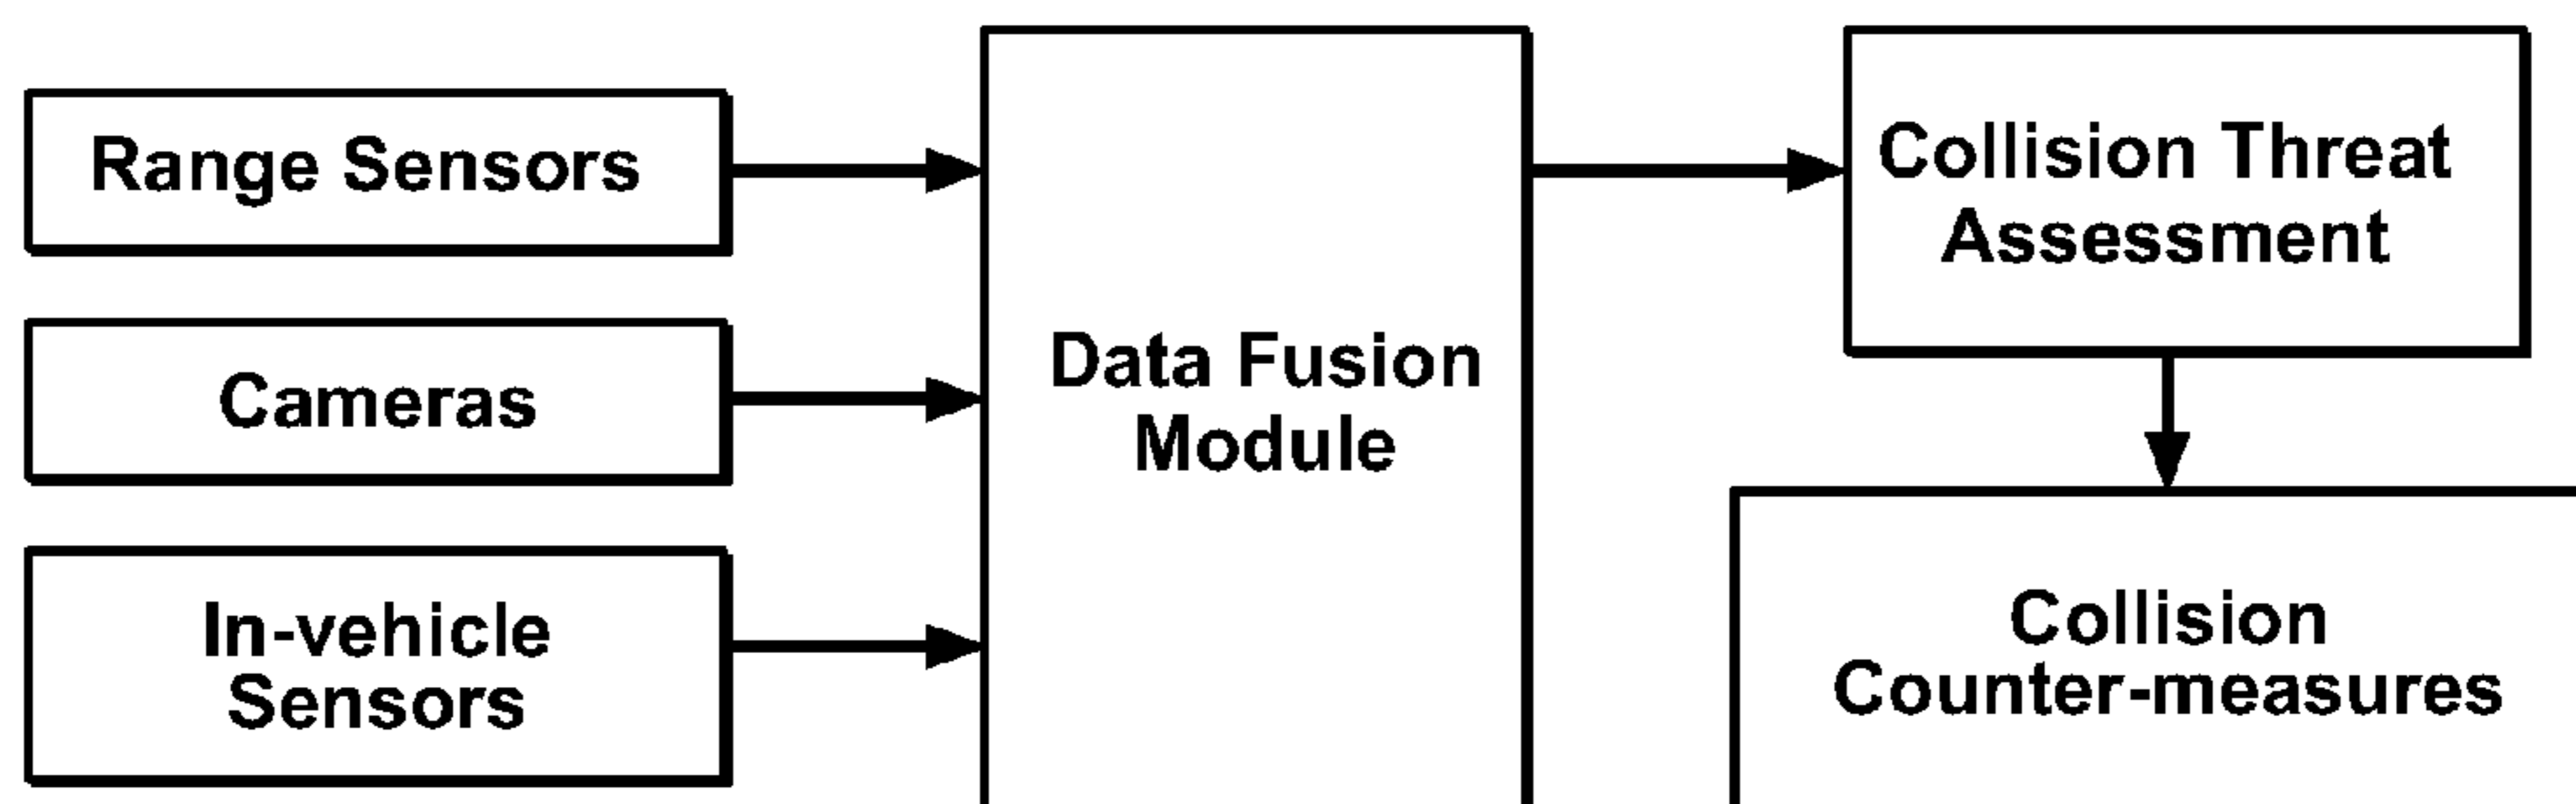 Range Sensors
Cameras
In-vehicle
Sensors
Data Fusion
Module
Collision Threat
Assessment
Collision
Counter-measures